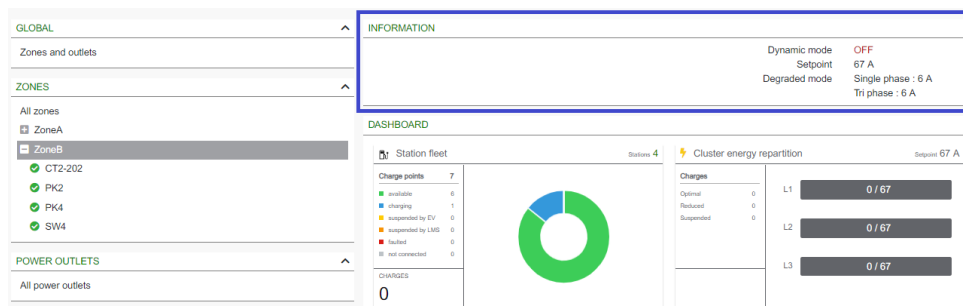 GLOBAL
Zones and outlets
ZONES
All zones
ZoneA
ZoneB
CT2-202
PK2
PK4
SW4
POWER OUTLETS
All power outlets
INFORMATION
Dynamic mode OFF
Setpoint 67 A
Degraded mode Single phase : 6 A
Tri phase : 6 A
DASHBOARD
Station fleet Stations 4
Charge points 7
available 6
charging 1
suspended by EV 0
suspended by LMS 0
faulted 0
not connected 0
CHARGES
0
Cluster energy repartition Setpoint 67 A
Charges
Optimal 0
Reduced 0
Suspended 0
L1 0 / 67
L2 0 / 67
L3 0 / 67